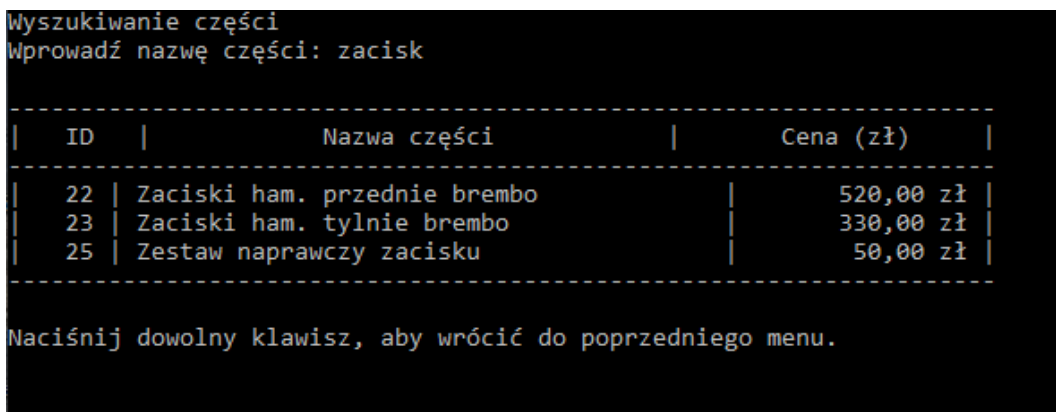 Wyszukiwanie części
Wprowadź nazwę części: zacisk
---------------------------------------------------------------------
|   ID   |            Nazwa części            |       Cena (zł)     |
---------------------------------------------------------------------
|   22 | Zaciski ham. przednie brembo             |       520,00 zł |
|   23 | Zaciski ham. tylnie brembo               |       330,00 zł |
|   25 | Zestaw naprawczy zacisku                 |        50,00 zł |
---------------------------------------------------------------------
Naciśnij dowolny klawisz, aby wrócić do poprzedniego menu.